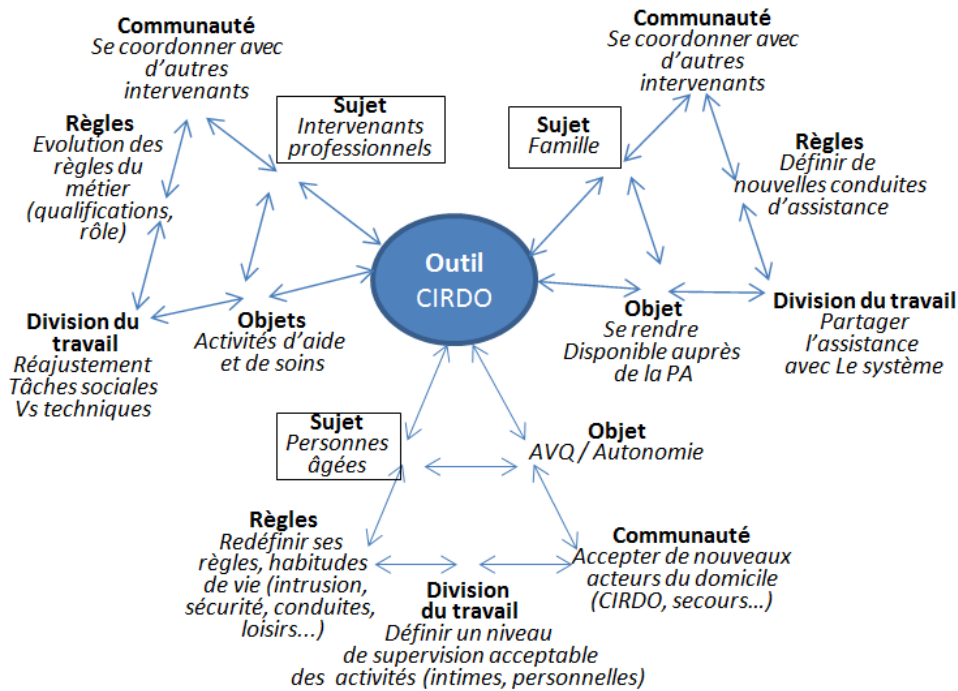 Communauté
Se coordonner avec
d'autres
intervenants
Sujet
Intervenants
professionnels
Règles
Evolution des
règles du
métier
(qualifications,
rôle)
Division du
travail
Réajustement
Tâches sociales
Vs techniques
Objets
Activités d'aide
et de soins
Outil
CIRDO
Communauté
Se coordonner avec
d'autres
intervenants
Sujet
Famille
Règles
Définir de
nouvelles conduites
d'assistance
Objet
Se rendre
Disponible auprès
de la PA
Division du travail
Partager
l'assistance
avec Le système
Sujet
Personnes
âgées
Objet
AVQ / Autonomie
Règles
Redéfinir ses
règles, habitudes
de vie (intrusion,
sécurité, conduites,
loisirs...)
Division
du travail
Définir un niveau
de supervision acceptable
des activités (intimes, personnelles)
Communauté
Accepter de nouveaux
acteurs du domicile
(CIRDO, secours...)